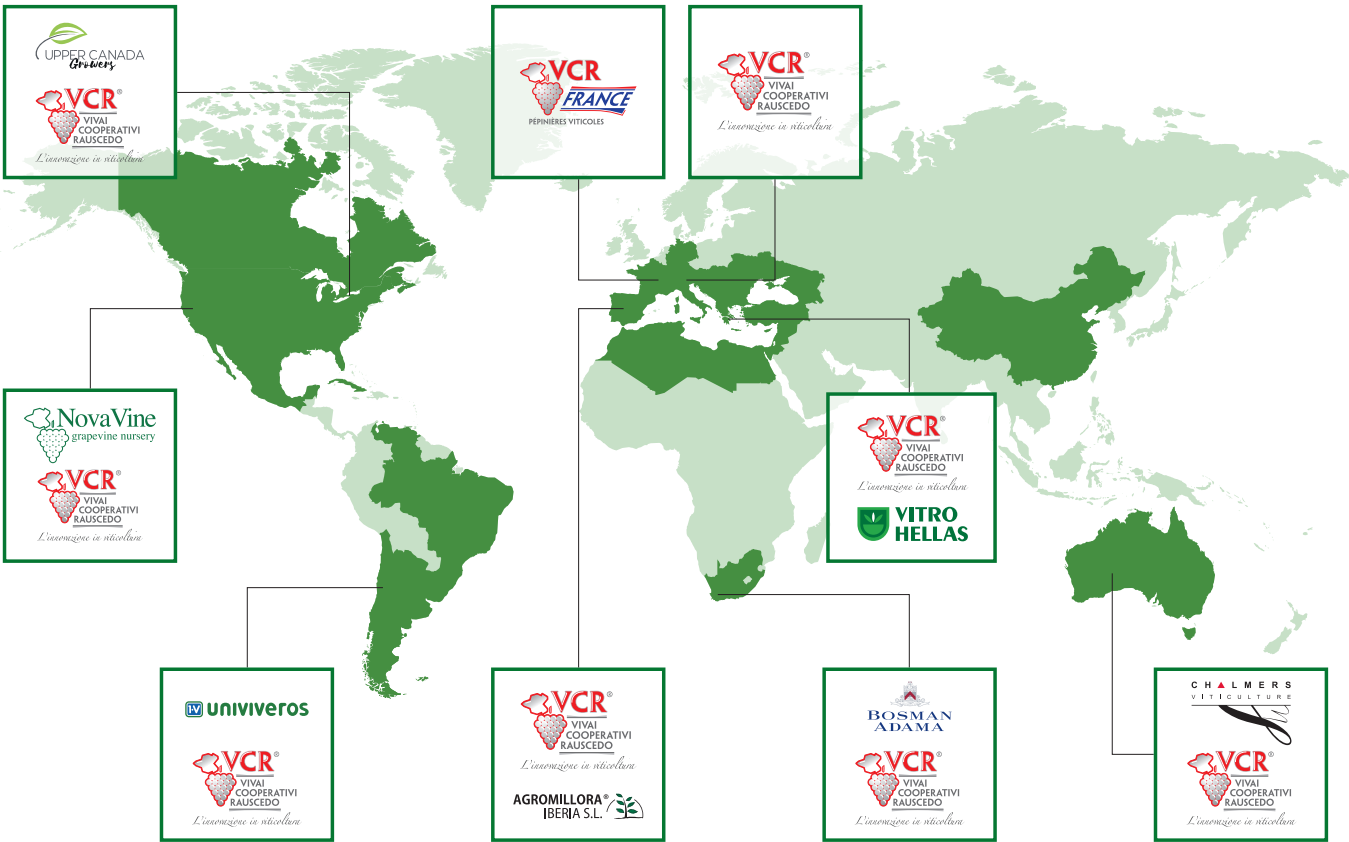 UPPER CANADA
Growers
VCR®
VIVAI
COOPERATIVI
RAUSCEDO
L'innovazione in viticoltura
VCR
FRANCE
PÉPINIÈRES VITICOLES
VCR®
VIVAI
COOPERATIVI
RAUSCEDO
L'innovazione in viticoltura
NovaVine
grapevine nursery
VCR®
VIVAI
COOPERATIVI
RAUSCEDO
L'innovazione in viticoltura
VCR®
VIVAI
COOPERATIVI
RAUSCEDO
L'innovazione in viticoltura
VITRO
HELLAS
UNIVIVEROS
VCR®
VIVAI
COOPERATIVI
RAUSCEDO
L'innovazione in viticoltura
VCR®
VIVAI
COOPERATIVI
RAUSCEDO
L'innovazione in viticoltura
AGROMILLORA®
IBERIA S.L.
BOSMAN
ADAMA
VCR®
VIVAI
COOPERATIVI
RAUSCEDO
L'innovazione in viticoltura
CHALMERS
VITICULTURE
VCR®
VIVAI
COOPERATIVI
RAUSCEDO
L'innovazione in viticoltura